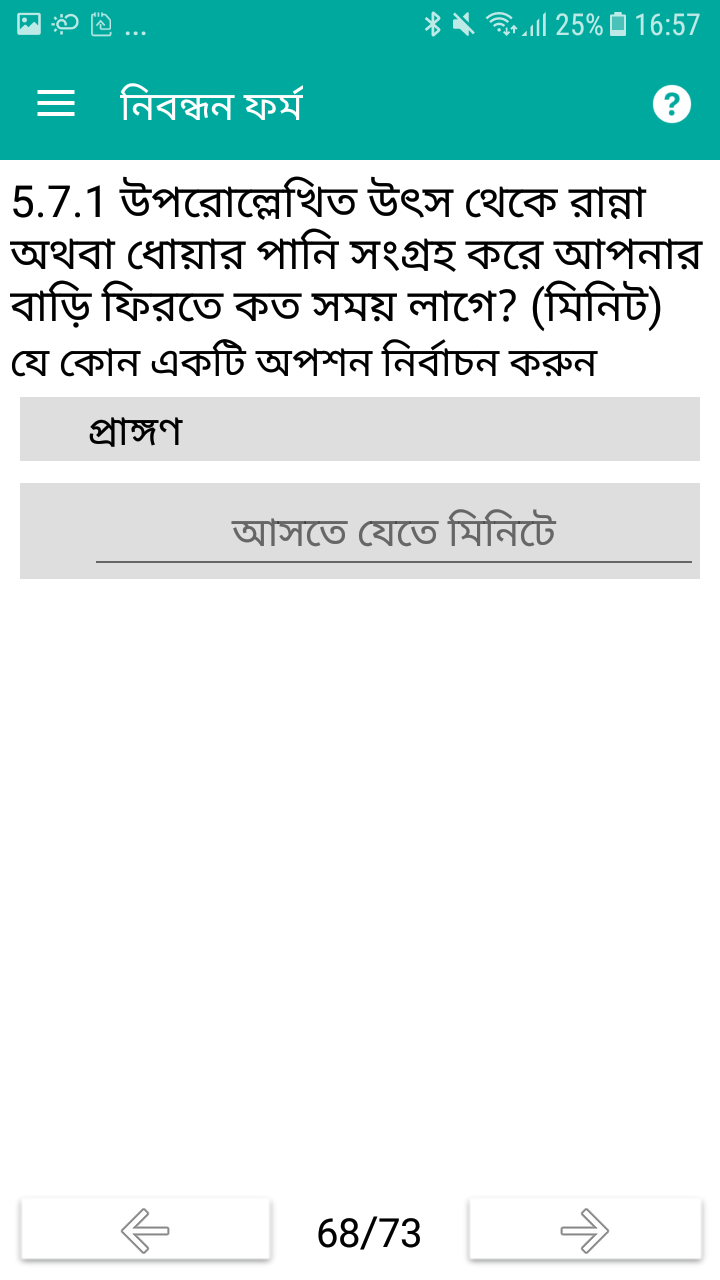 ... 25% 16:57
নিবন্ধন ফর্ম ?
5.7.1 উপরোল্লেখিত উৎস থেকে রান্না
অথবা ধোয়ার পানি সংগ্রহ করে আপনার
বাড়ি ফিরতে কত সময় লাগে? (মিনিট)
যে কোন একটি অপশন নির্বাচন করুন
প্রাঙ্গণ
আসতে যেতে মিনিটে
68/73